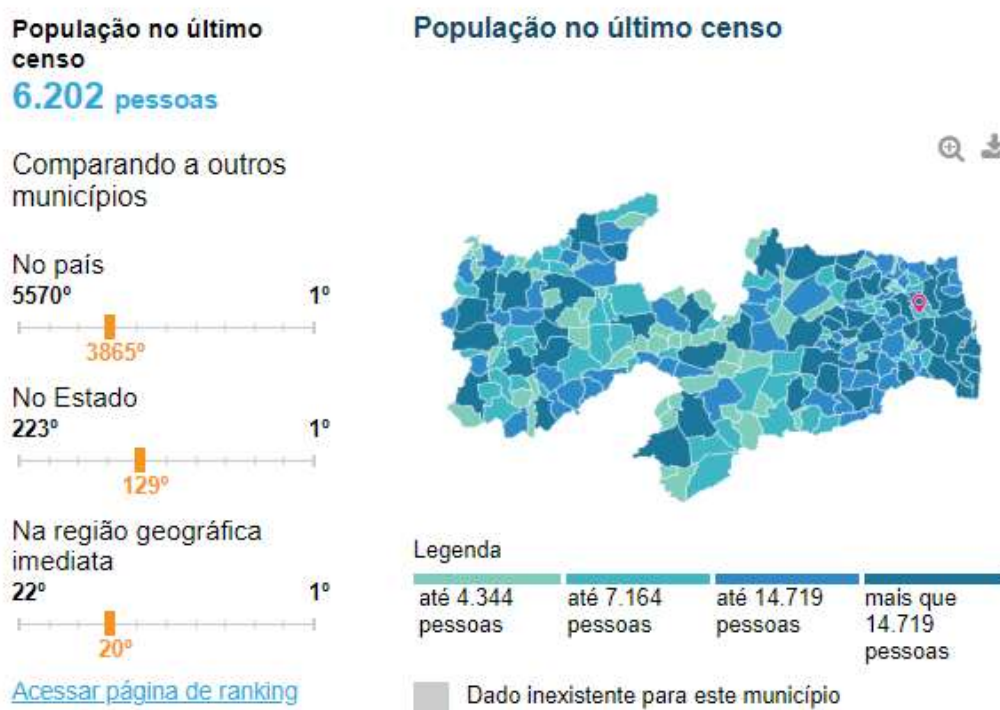 População no último
censo
6.202 pessoas
Comparando a outros
municípios
No país
5570º 1º
3865º
No Estado
223º 1º
129º
Na região geográfica
imediata
22º 1º
20º
Acessar página de ranking
População no último censo
Legenda
até 4.344
pessoas
até 7.164
pessoas
até 14.719
pessoas
mais que
14.719
pessoas
Dado inexistente para este município